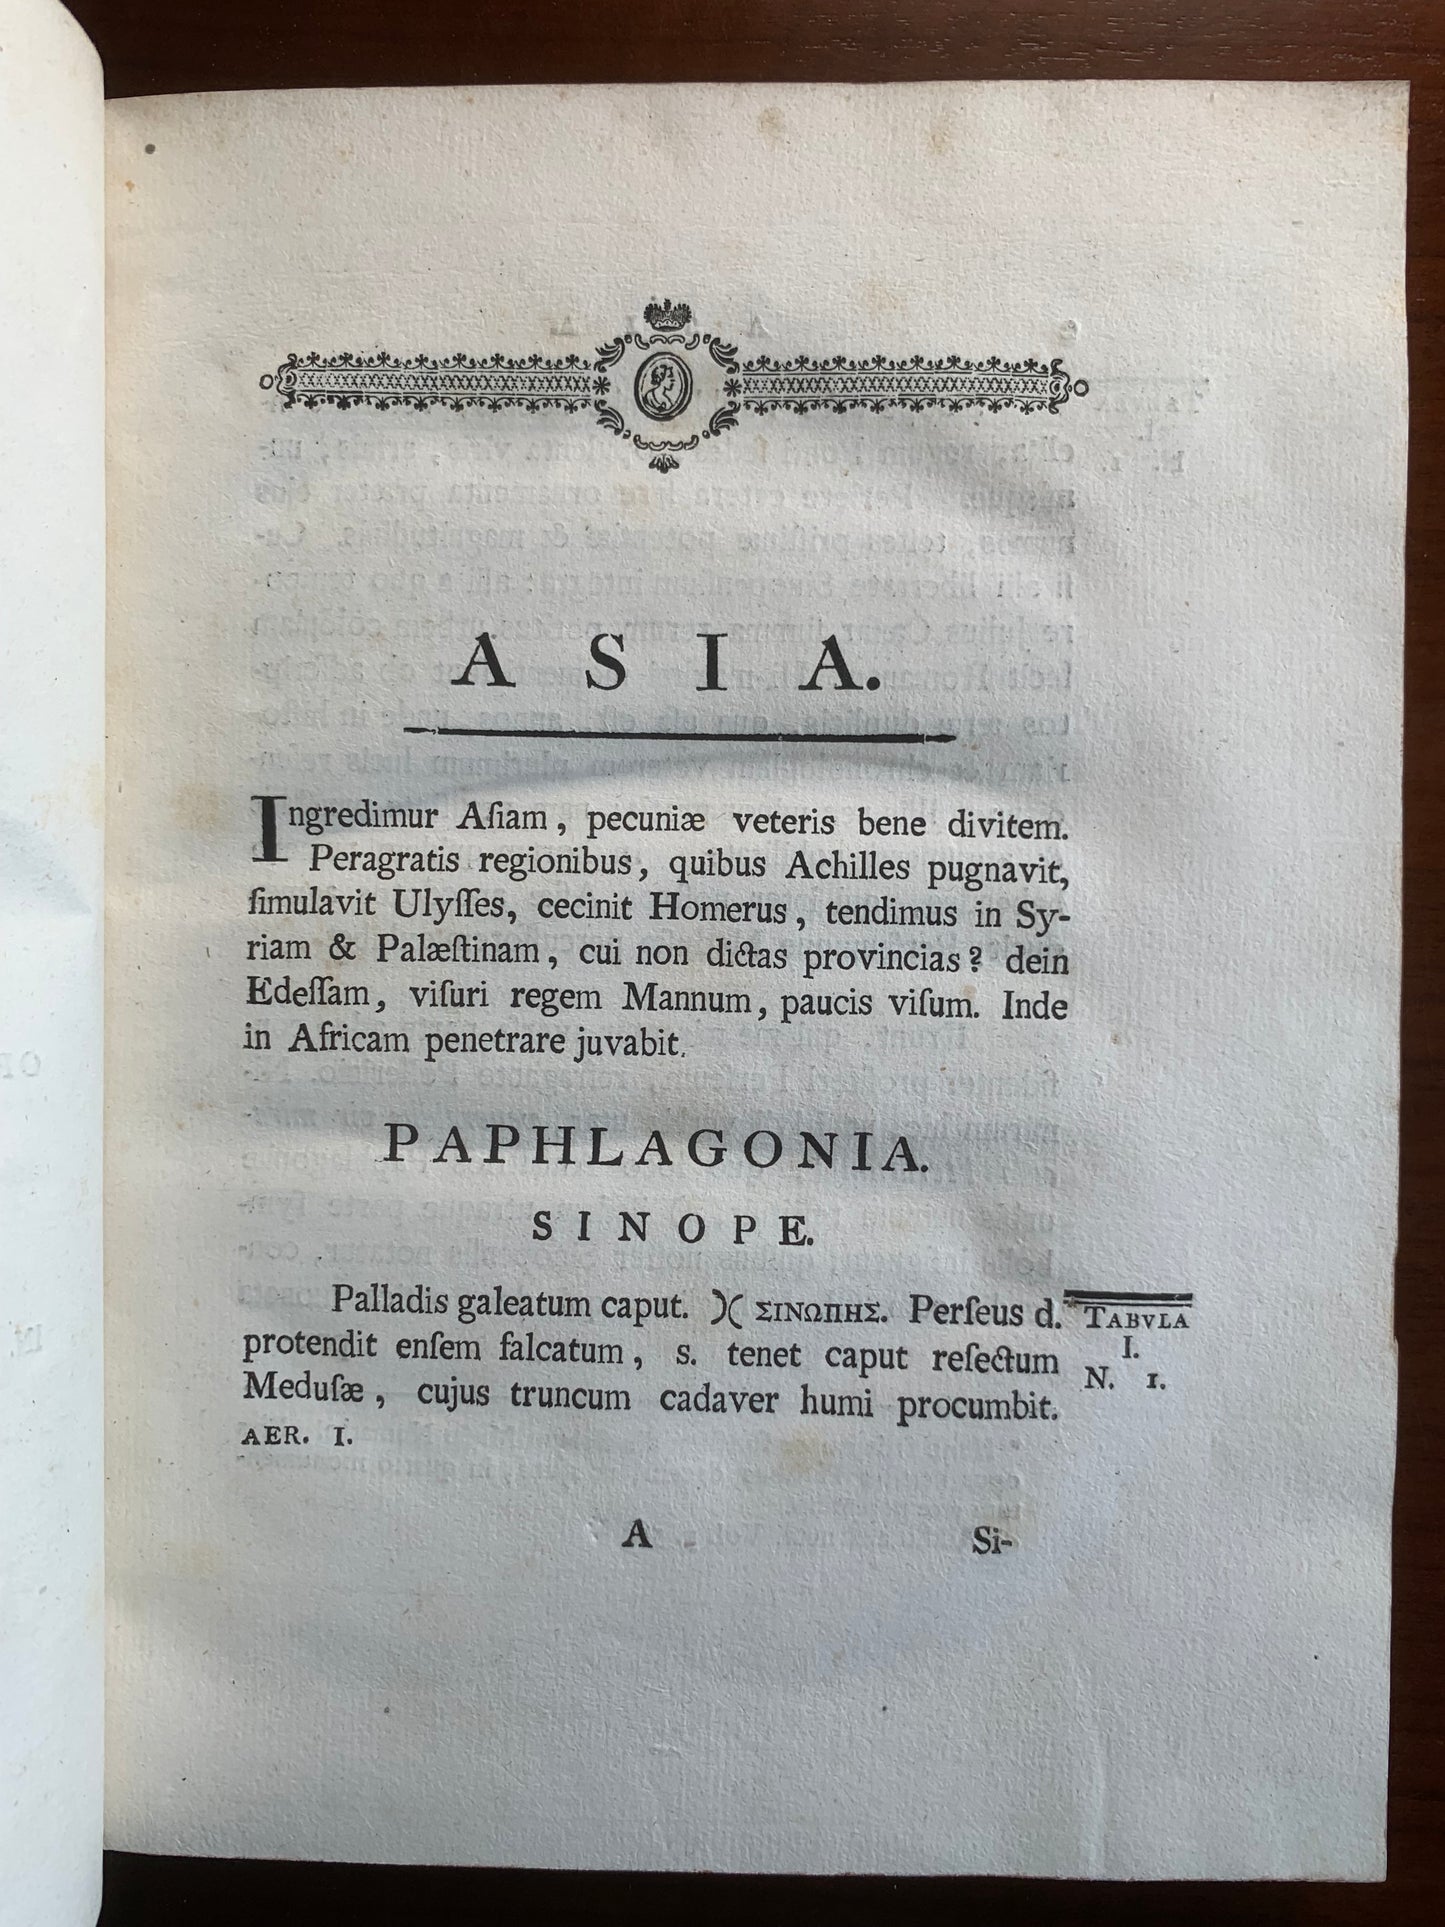 ASIA.
Ingredimur Aſiam, pecuniæ veteris bene divitem.
Peragratis regionibus, quibus Achilles pugnavit,
ſimulavit Ulyſſes, cecinit Homerus, tendimus in Sy-
riam & Palæſtinam, cui non dictas provincias? dein
Edeſſam, viſuri regem Mannum, paucis viſum. Inde
in Africam penetrare juvabit.
PAPHLAGONIA.
SINOPE.
Palladis galeatum caput. )( ΣΙΝΩΠΗΣ. Perſeus d.
protendit enſem falcatum, s. tenet caput reſectum
Meduſæ, cujus truncum cadaver humi procumbit.
AER. I.
TABVLA
I.
N. 1.
A
Si-